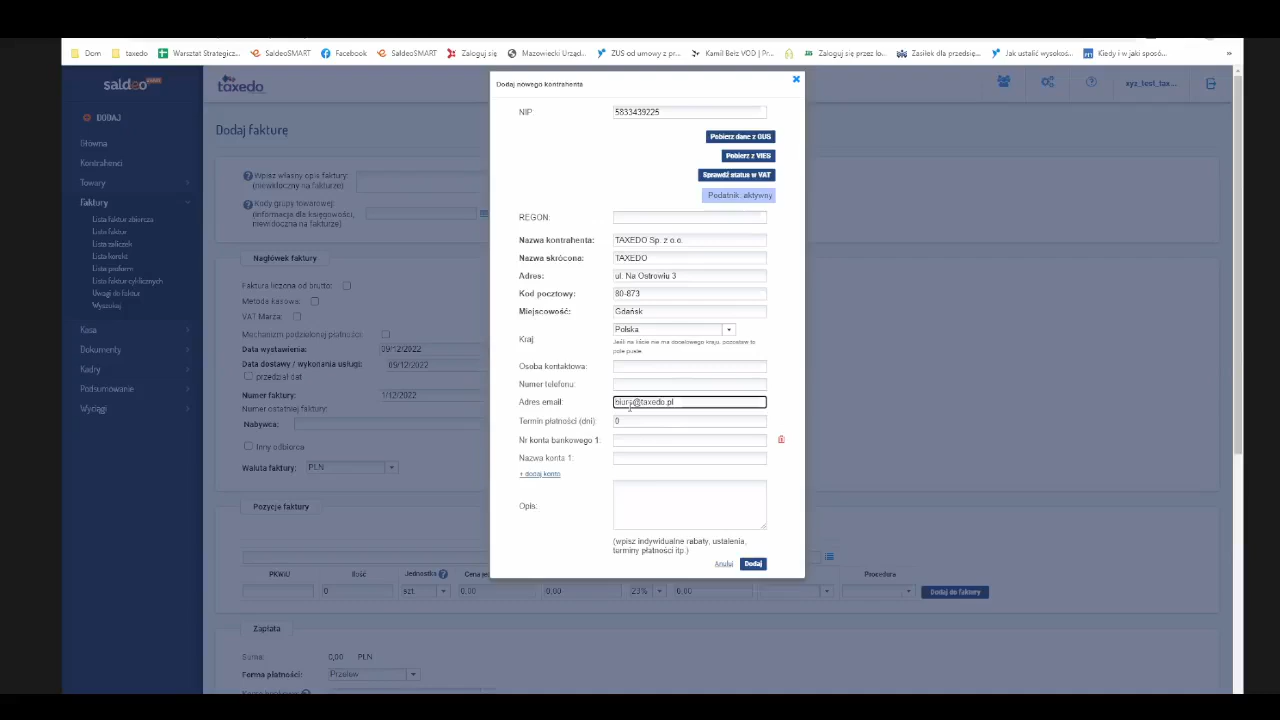 Dom taxedo Warsztat Strategicz... SaldeoSMART Facebook SaldeoSMART Zaloguj się Mazowiecki Urząd... ZUS od umowy z pr... Kamil Beiz VOD | Pr... Zaloguj się przez lo... Zasiłek dla przedsię... Jak ustalić wysokoś... Kiedy i w jaki sposó... »
saldeo taxedo xyz_test_tax...
DODAJ
Główna
Kontrahenci
Towary
Faktury
Lista faktur zbiorcza
Lista faktur
Lista zaliczek
Lista korekt
Lista proform
Lista faktur cyklicznych
Uwagi do faktur
Wyszukaj
Kasa
Dokumenty
Kadry
Podsumowanie
Wyciągi
Dodaj fakturę
Wpisz własny opis faktury:
(niewidoczny na fakturze)
Kody grupy towarowej:
(informacja dla księgowości,
niewidoczna na fakturze)
Nagłówek faktury
Faktura liczona od brutto:
Metoda kasowa:
VAT Marża:
Mechanizm podzielonej płatności:
Data wystawienia: 09/12/2022
Data dostawy / wykonania usługi: 09/12/2022
przedział dat
Numer faktury: 1/12/2022
Numer ostatniej faktury:
Nabywca:
Inny odbiorca
Waluta faktury: PLN
Pozycje faktury
PKWiU Ilość Jednostka Cena je Procedura
0 szt. 0,00 0,00 23% 0,00 Dodaj do faktury
Zapłata
Suma: 0,00 PLN
Forma płatności: Przelew
Dodaj nowego kontrahenta
NIP: 5833439225
Pobierz dane z GUS
Pobierz z VIES
Sprawdź status w VAT
Podatnik: aktywny
REGON:
Nazwa kontrahenta: TAXEDO Sp. z o.o.
Nazwa skrócona: TAXEDO
Adres: ul. Na Ostrowiu 3
Kod pocztowy: 80-873
Miejscowość: Gdańsk
Kraj: Polska
Jeśli na liście nie ma docelowego kraju, pozostaw to
pole puste.
Osoba kontaktowa:
Numer telefonu:
Adres email: biuro@taxedo.pl
Termin płatności (dni): 0
Nr konta bankowego 1:
Nazwa konta 1:
+ dodaj konto
Opis:
(wpisz indywidualne rabaty, ustalenia,
terminy płatności itp.)
Anuluj Dodaj